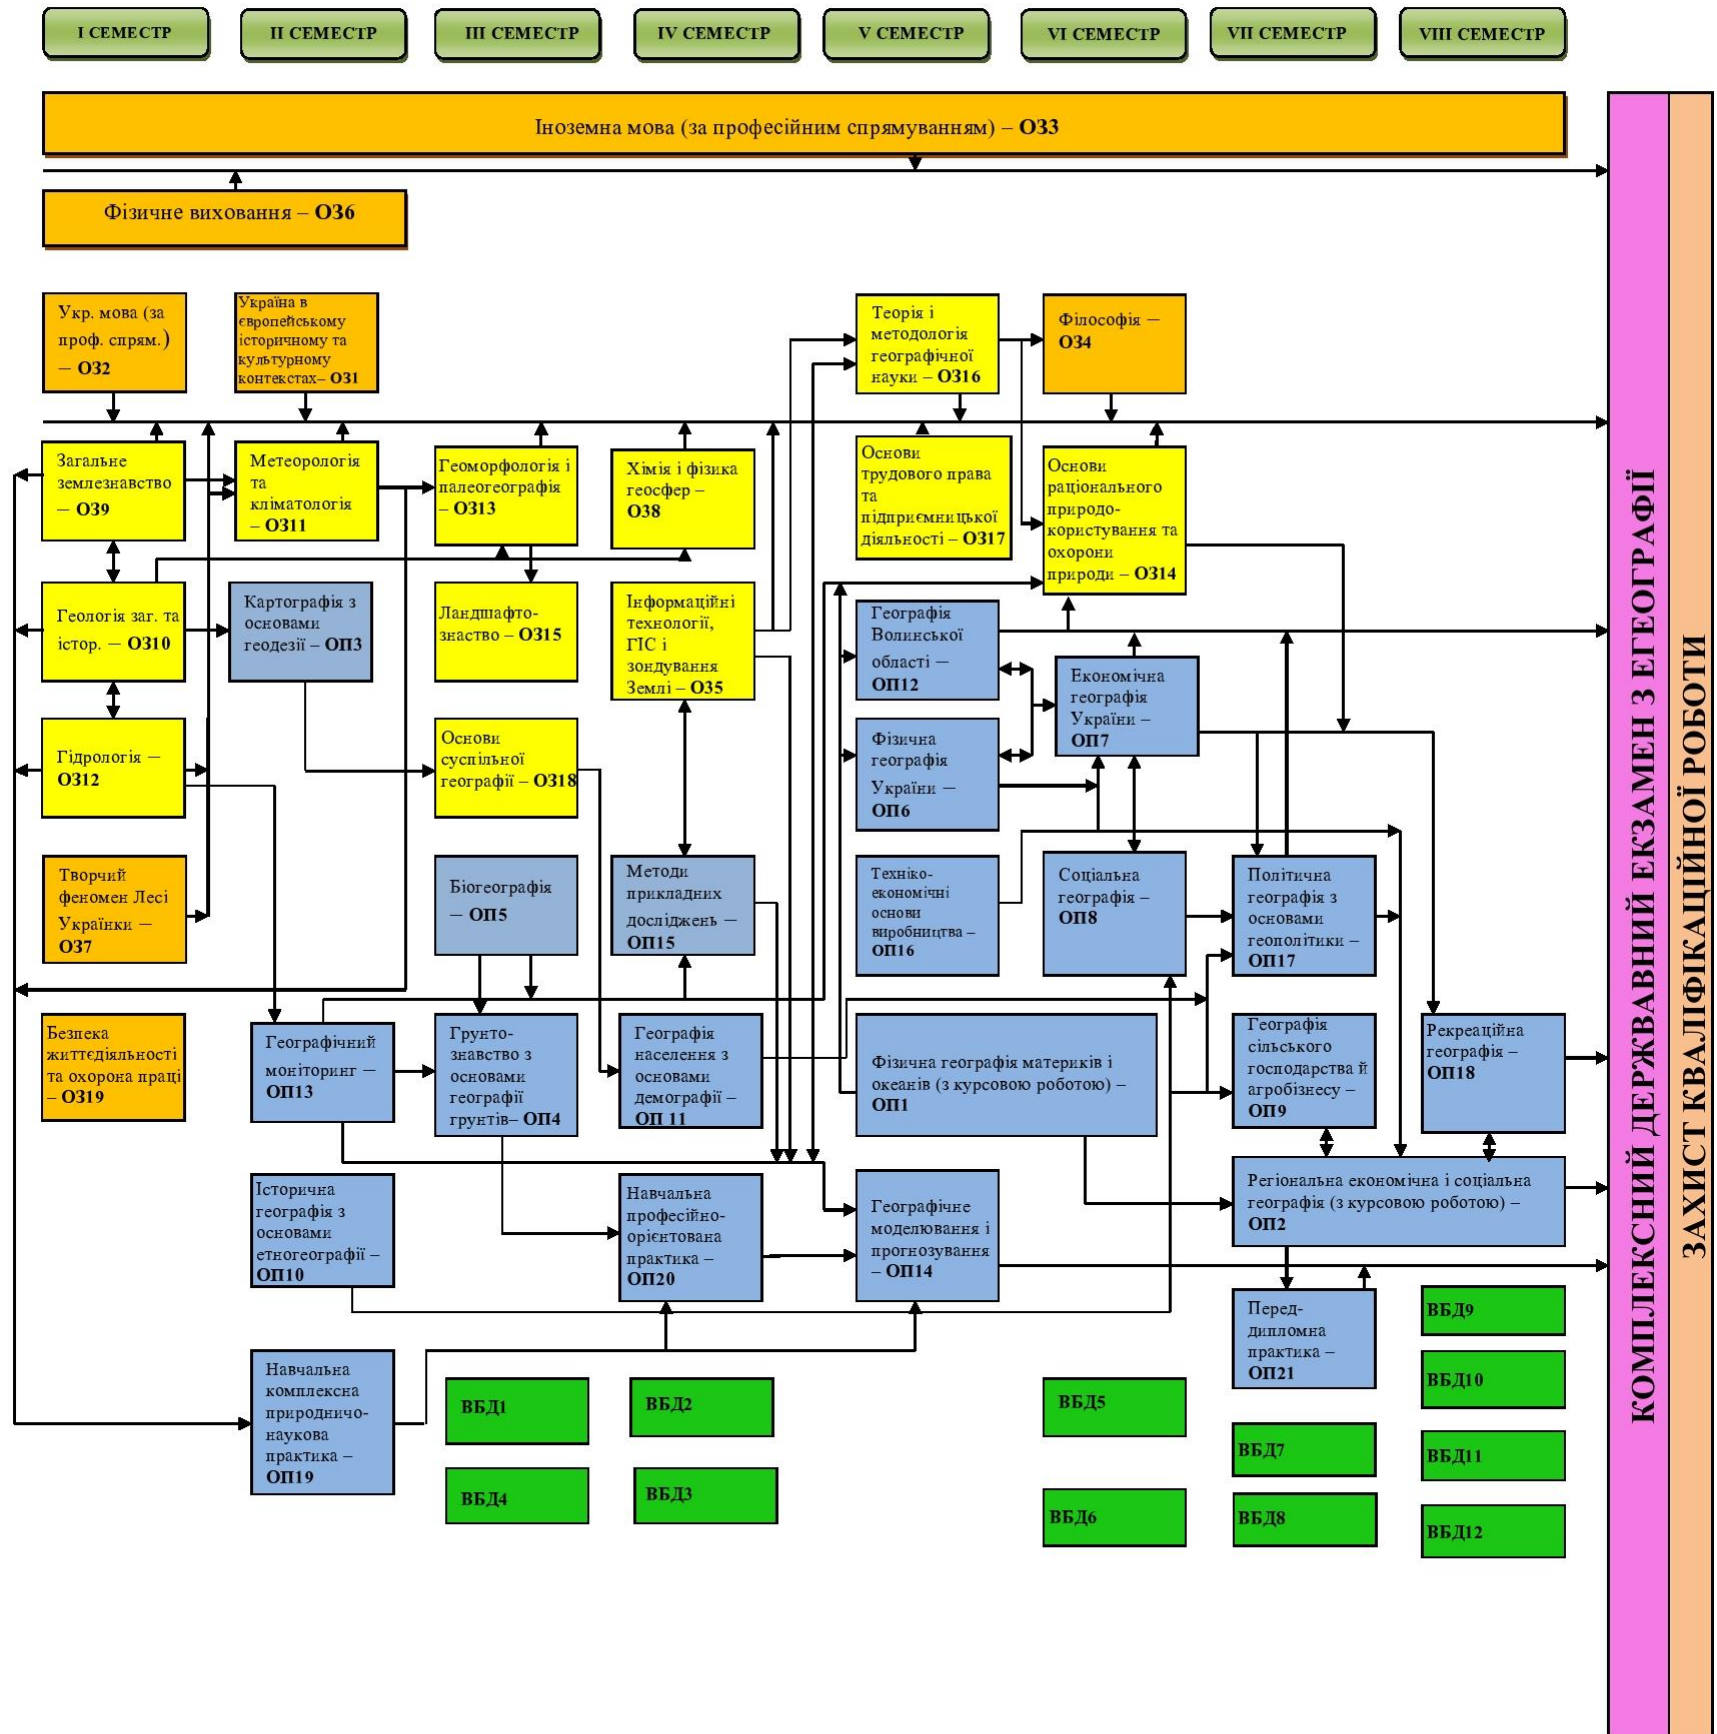 І СЕМЕСТР
ІІ СЕМЕСТР
ІІІ СЕМЕСТР
IV СЕМЕСТР
V СЕМЕСТР
VI СЕМЕСТР
VII СЕМЕСТР
VIII СЕМЕСТР
Іноземна мова (за професійним спрямуванням) – ОЗ3
Фізичне виховання – ОЗ6
Укр. мова (за
проф. спрям.)
– ОЗ2
Україна в
європейському
історичному та
культурному
контекстах– ОЗ1
Теорія і
методологія
географічної
науки – ОЗ16
Філософія –
ОЗ4
Загальне
землезнавство
– ОЗ9
Метеорологія
та
кліматологія
– ОЗ11
Геоморфологія і
палеогеографія
– ОЗ13
Хімія і фізика
геосфер –
ОЗ8
Основи
трудового права
та
підприємницької
діяльності – ОЗ17
Основи
раціонального
природо-
користування та
охорони
природи – ОЗ14
Геологія заг. та
істор. – ОЗ10
Картографія з
основами
геодезії – ОП3
Ландшафто-
знаство – ОЗ15
Інформаційні
технології,
ГІС і
зондування
Землі – ОЗ5
Географія
Волинської
області –
ОП12
Економічна
географія
України –
ОП7
Гідрологія –
ОЗ12
Основи
суспільної
географії – ОЗ18
Фізична
географія
України –
ОП6
Творчий
феномен Лесі
Українки –
ОЗ7
Біогеографія
– ОП5
Методи
прикладних
досліджень –
ОП15
Техніко-
економічні
основи
виробництва –
ОП16
Соціальна
географія –
ОП8
Політична
географія з
основами
геополітики –
ОП17
Безпека
життєдіяльності
та охорона праці
– ОЗ19
Географічний
моніторинг –
ОП13
Грунто-
знавство з
основами
географії
грунтів– ОП4
Географія
населення з
основами
демографії –
ОП 11
Фізична географія материків і
океанів (з курсовою роботою) –
ОП1
Географія
сільського
господарства й
агробізнесу –
ОП9
Рекреаційна
географія –
ОП18
Історична
географія з
основами
етногеографії –
ОП10
Навчальна
професійно-
орієнтована
практика –
ОП20
Географічне
моделювання і
прогнозування
– ОП14
Регіональна економічна і соціальна
географія (з курсовою роботою) –
ОП2
Перед-
дипломна
практика –
ОП21
Навчальна
комплексна
природничо-
наукова
практика –
ОП19
ВБД1
ВБД4
ВБД2
ВБД3
ВБД5
ВБД6
ВБД7
ВБД8
ВБД9
ВБД10
ВБД11
ВБД12
КОМПЛЕКСНИЙ ДЕРЖКАВНИЙ ЕКЗАМЕН З ЕГЕОГРАФІЇ
ЗАХИСТ КВАЛІФІКАЦІЙНОЇ РОБОТИ